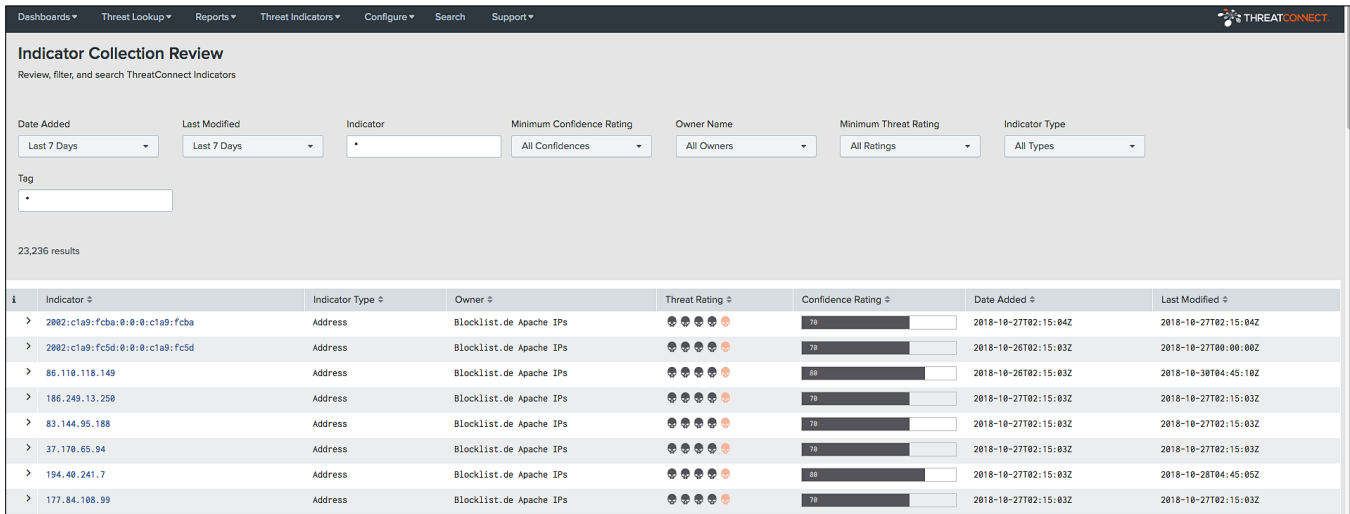 Dashboards Threat Lookup Reports Threat Indicators Configure Search Support THREATCONNECT
Indicator Collection Review
Review, filter, and search ThreatConnect Indicators
Date Added Last Modified Indicator Minimum Confidence Rating Owner Name Minimum Threat Rating Indicator Type
Last 7 Days Last 7 Days * All Confidences All Owners All Ratings All Types
Tag
*
23,236 results
i Indicator Indicator Type Owner Threat Rating Confidence Rating Date Added Last Modified
2002:c1a9:fcba:0:0:0:c1a9:fcba Address Blocklist.de Apache IPs 70 2018-10-27T02:15:04Z 2018-10-27T02:15:04Z
2002:c1a9:fc5d:0:0:0:c1a9:fc5d Address Blocklist.de Apache IPs 70 2018-10-26T02:15:03Z 2018-10-27T00:00:00Z
86.110.118.149 Address Blocklist.de Apache IPs 80 2018-10-26T02:15:03Z 2018-10-30T04:45:10Z
186.249.13.250 Address Blocklist.de Apache IPs 70 2018-10-27T02:15:03Z 2018-10-27T02:15:03Z
83.144.95.188 Address Blocklist.de Apache IPs 70 2018-10-27T02:15:03Z 2018-10-27T02:15:03Z
37.170.65.94 Address Blocklist.de Apache IPs 70 2018-10-27T02:15:03Z 2018-10-27T02:15:03Z
194.40.241.7 Address Blocklist.de Apache IPs 80 2018-10-27T02:15:03Z 2018-10-28T04:45:05Z
177.84.108.99 Address Blocklist.de Apache IPs 70 2018-10-27T02:15:03Z 2018-10-27T02:15:03Z